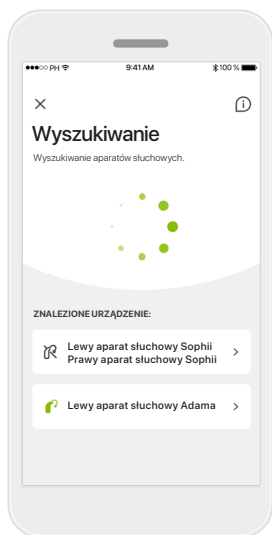 ●●●○○ PH 9:41 AM 100 %
Wyszukiwanie
Wyszukiwanie aparatów słuchowych.
ZNALEZIONE URZĄDZENIE:
Lewy aparat słuchowy Sophii
Prawy aparat słuchowy Sophii
Lewy aparat słuchowy Adama